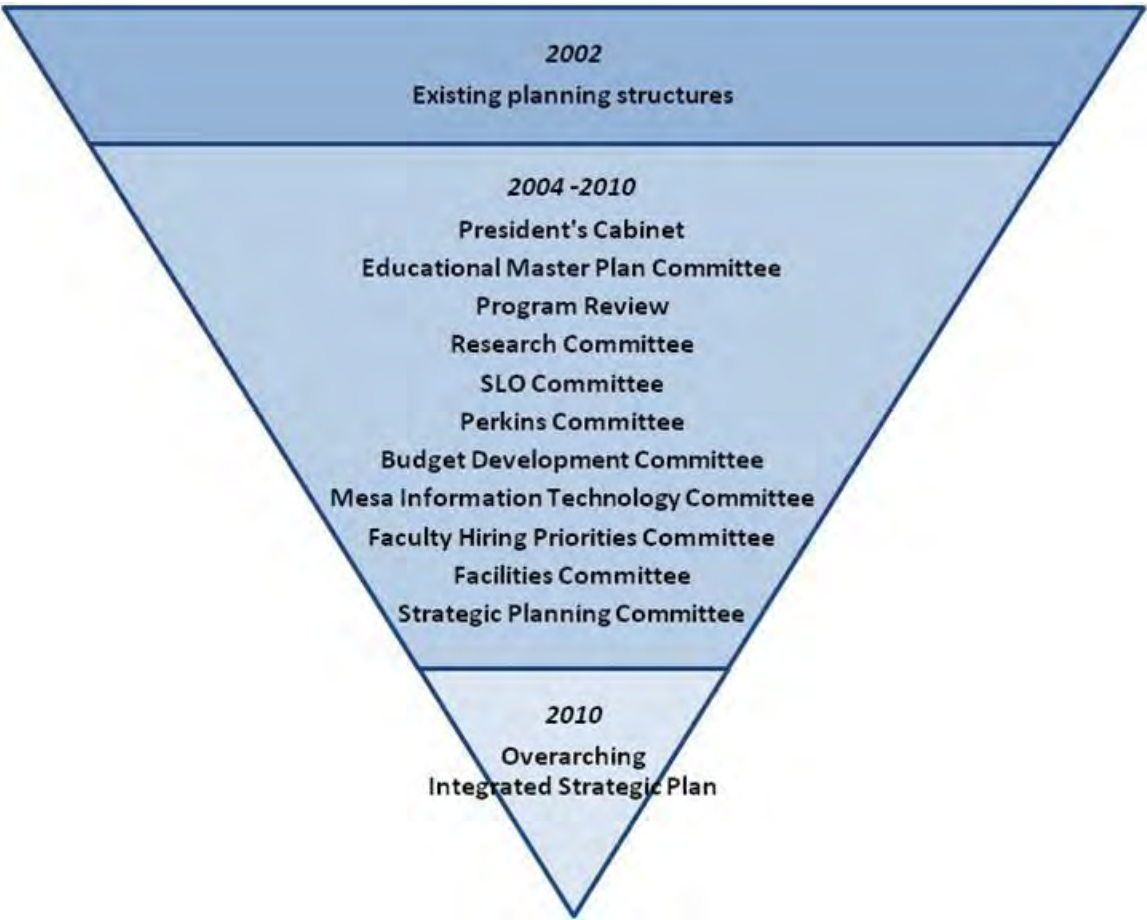 2002
Existing planning structures
2004 -2010
President's Cabinet
Educational Master Plan Committee
Program Review
Research Committee
SLO Committee
Perkins Committee
Budget Development Committee
Mesa Information Technology Committee
Faculty Hiring Priorities Committee
Facilities Committee
Strategic Planning Committee
2010
Overarching
Integrated Strategic Plan